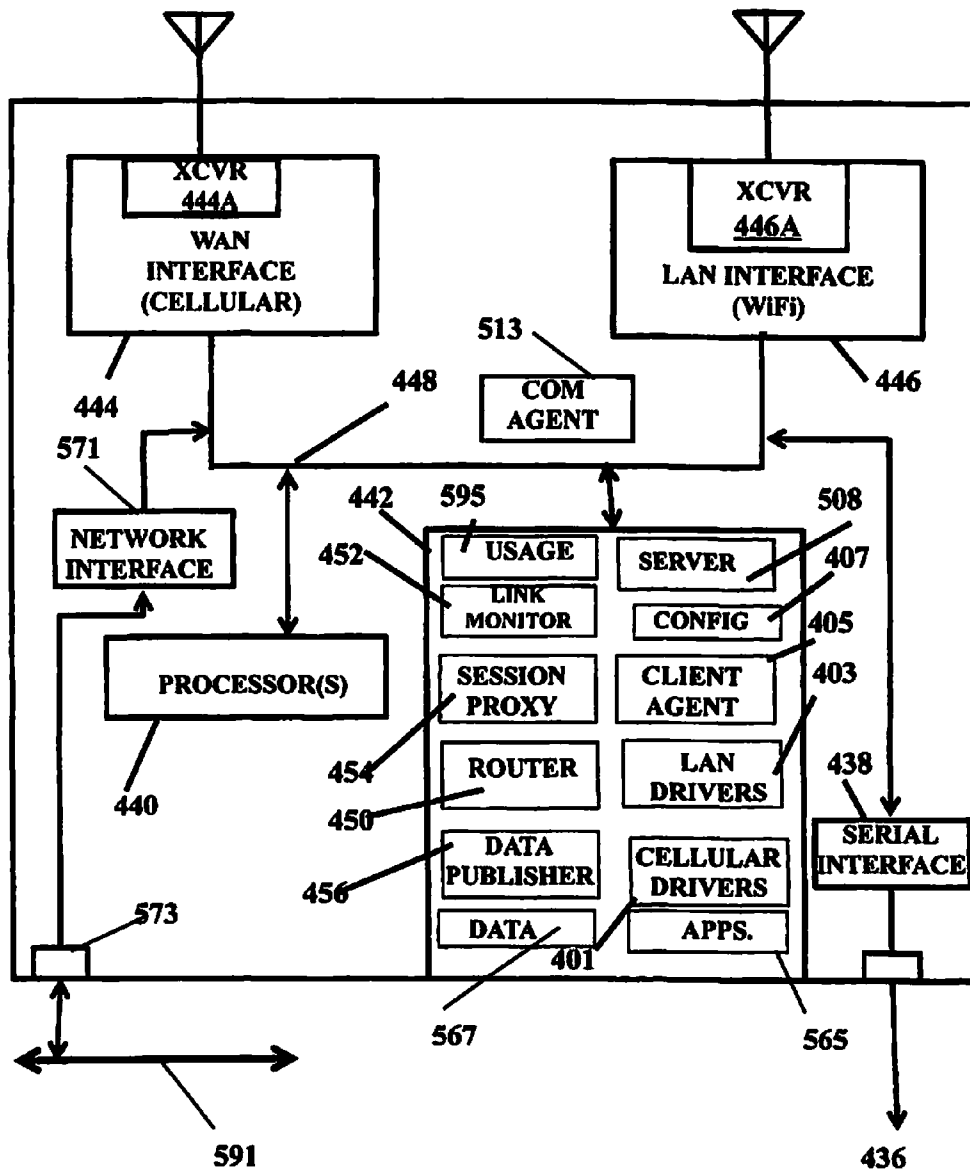 XCVR
444A
WAN
INTERFACE
(CELLULAR)
XCVR
446A
LAN INTERFACE
(WiFi)
513
444
448
COM
AGENT
446
571
442
595
508
NETWORK
INTERFACE
452
USAGE
SERVER
407
LINK
MONITOR
CONFIG
405
PROCESSOR(S)
SESSION
PROXY
CLIENT
AGENT
403
454
ROUTER
LAN
DRIVERS
438
440
450
SERIAL
INTERFACE
DATA
PUBLISHER
CELLULAR
DRIVERS
456
573
DATA
401
APPS.
567
565
591
436